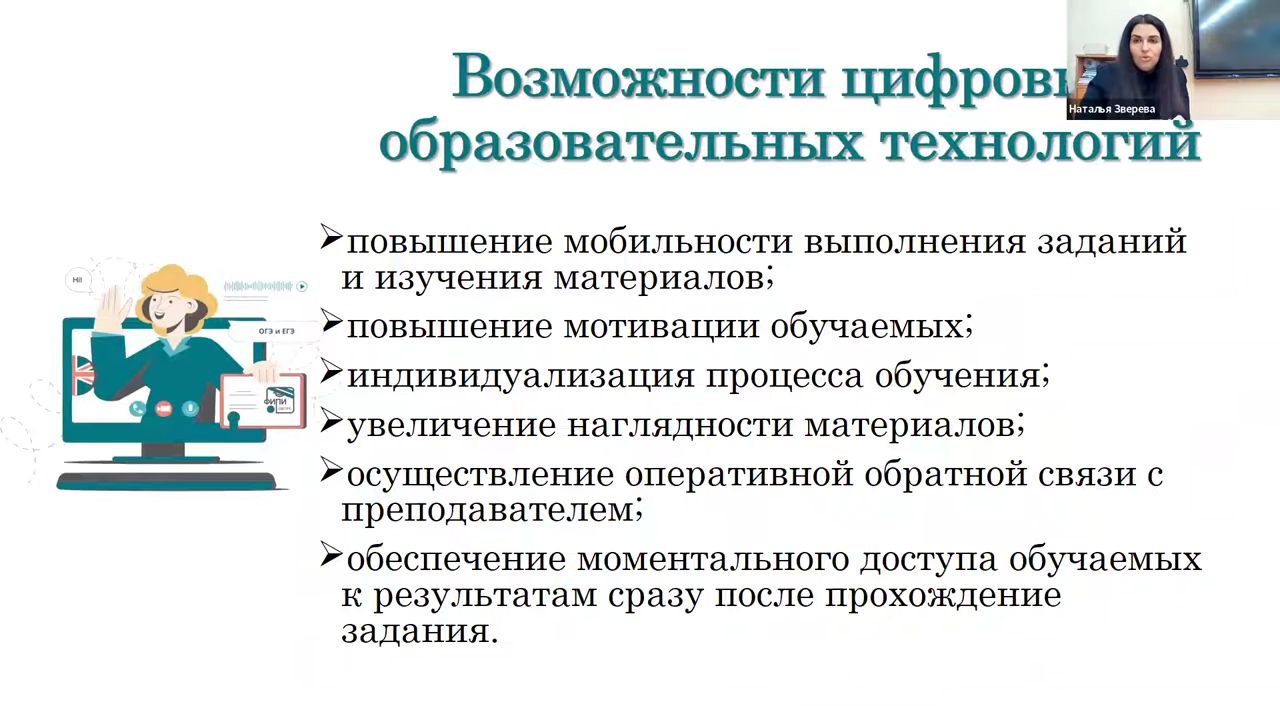 Возможности цифров
образовательных технологий
Наталья Зверева
➢повышение мобильности выполнения заданий
и изучения материалов;
➢повышение мотивации обучаемых;
➢индивидуализация процесса обучения;
➢увеличение наглядности материалов;
➢осуществление оперативной обратной связи с
преподавателем;
➢обеспечение моментального доступа обучаемых
к результатам сразу после прохождение
задания.
Hi!
ОГЭ и ЕГЭ
ФИПИ